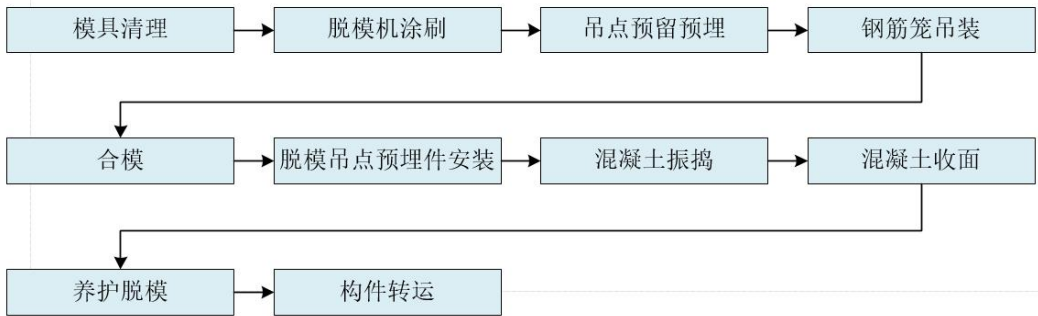 模具清理
脱模机涂刷
吊点预留预埋
钢筋笼吊装
合模
脱模吊点预埋件安装
混凝土振捣
混凝土收面
养护脱模
构件转运